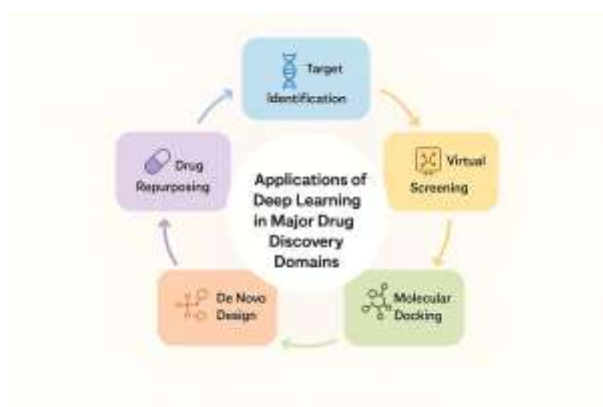 Target
Identification
Virtual
Screening
Molecular
Docking
De Novo
Design
Drug
Repurposing
Applications of
Deep Learning
in Major Drug
Discovery
Domains